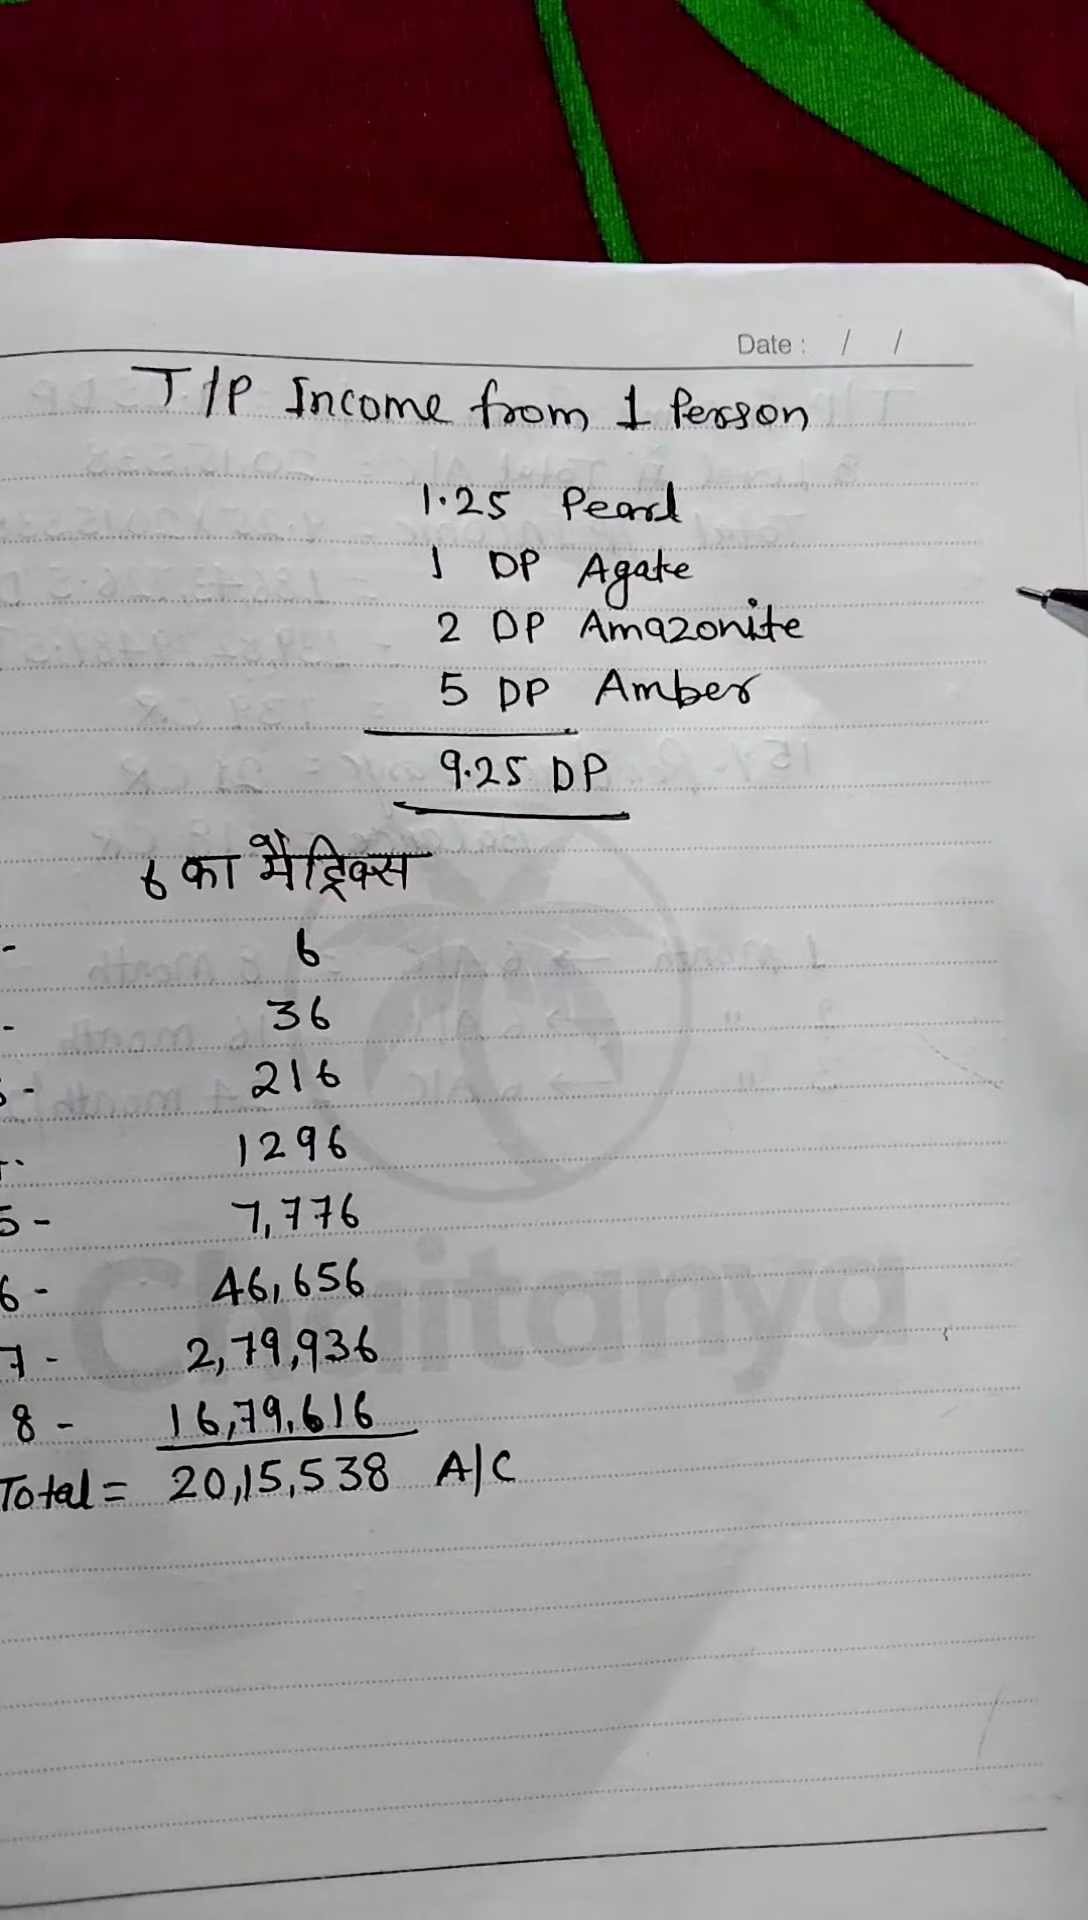 Date : / /
T/P Income from 1 Person
1.25 Pearl
1 DP Agate
2 DP Amazonite
5 DP Amber
9.25 DP
6 का मैट्रिक्स
- 6
- 36
- 216
1296
5 - 7,776
6 - 46,656
7 - 2,79,936
8 - 16,79,616
Total = 20,15,538 A/C
Chaitanya